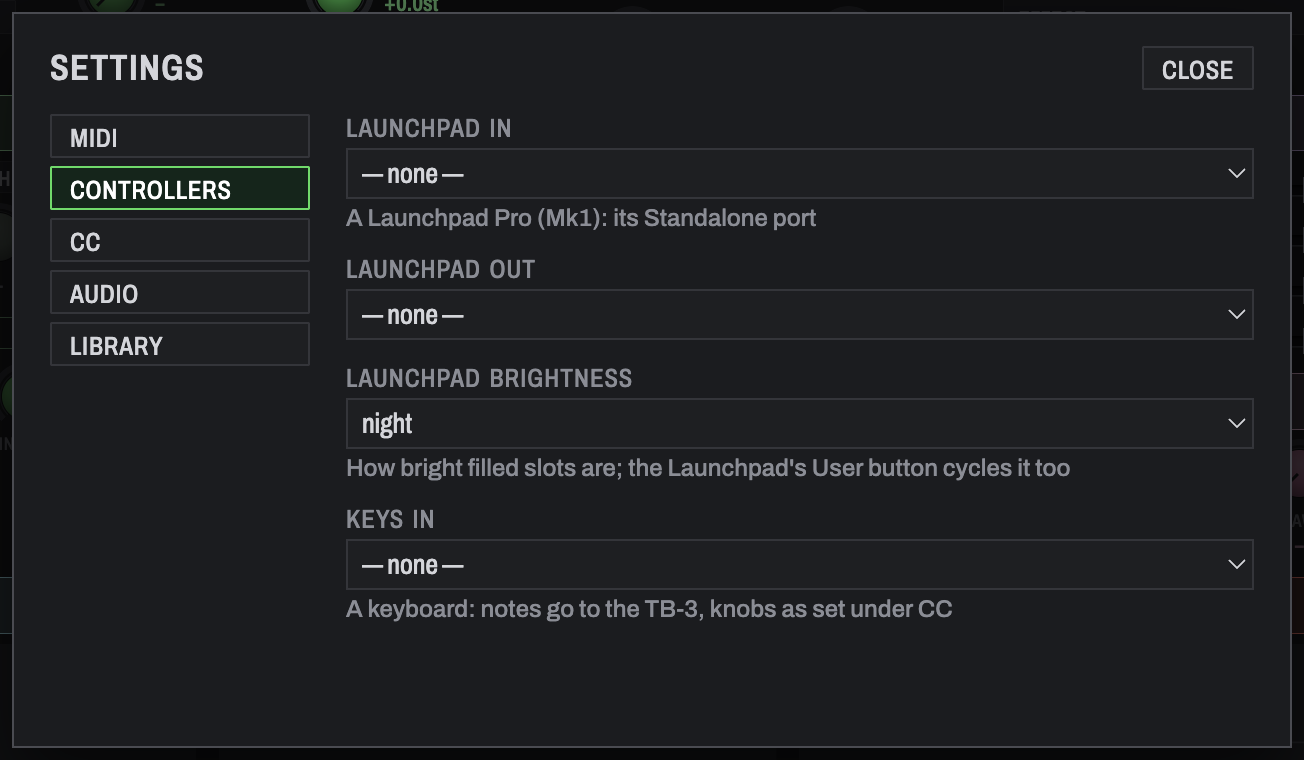 +0.0st
SETTINGS
CLOSE
MIDI
CONTROLLERS
CC
AUDIO
LIBRARY
LAUNCHPAD IN
— none —
A Launchpad Pro (Mk1): its Standalone port
LAUNCHPAD OUT
— none —
LAUNCHPAD BRIGHTNESS
night
How bright filled slots are; the Launchpad's User button cycles it too
KEYS IN
— none —
A keyboard: notes go to the TB-3, knobs as set under CC